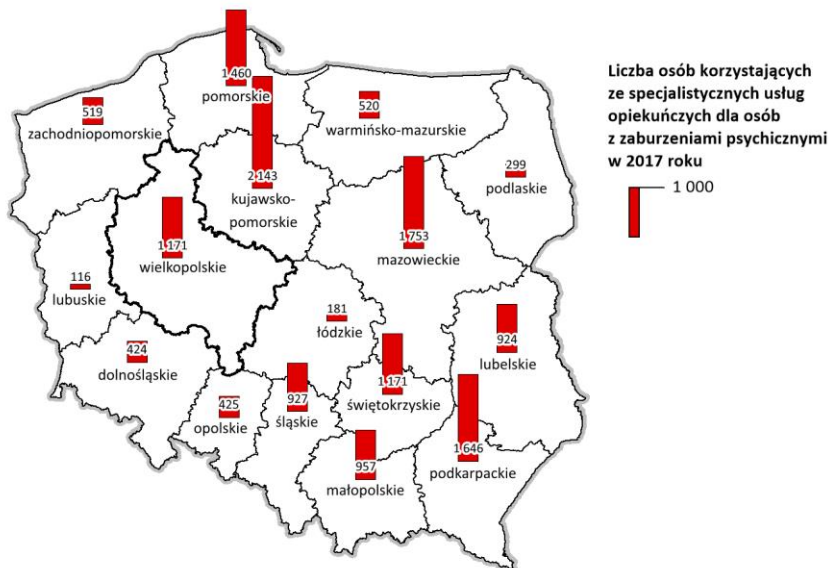 1 460
pomorskie
519
zachodniopomorskie
520
warmińsko-mazurskie
2 143
kujawsko-
pomorskie
299
podlaskie
1 171
wielkopolskie
1 753
mazowieckie
116
lubuskie
181
łódzkie
924
lubelskie
424
dolnośląskie
425
opolskie
927
śląskie
1 171
świętokrzyskie
957
małopolskie
1 646
podkarpackie
Liczba osób korzystających
ze specjalistycznych usług
opiekuńczych dla osób
z zaburzeniami psychicznymi
w 2017 roku
1 000